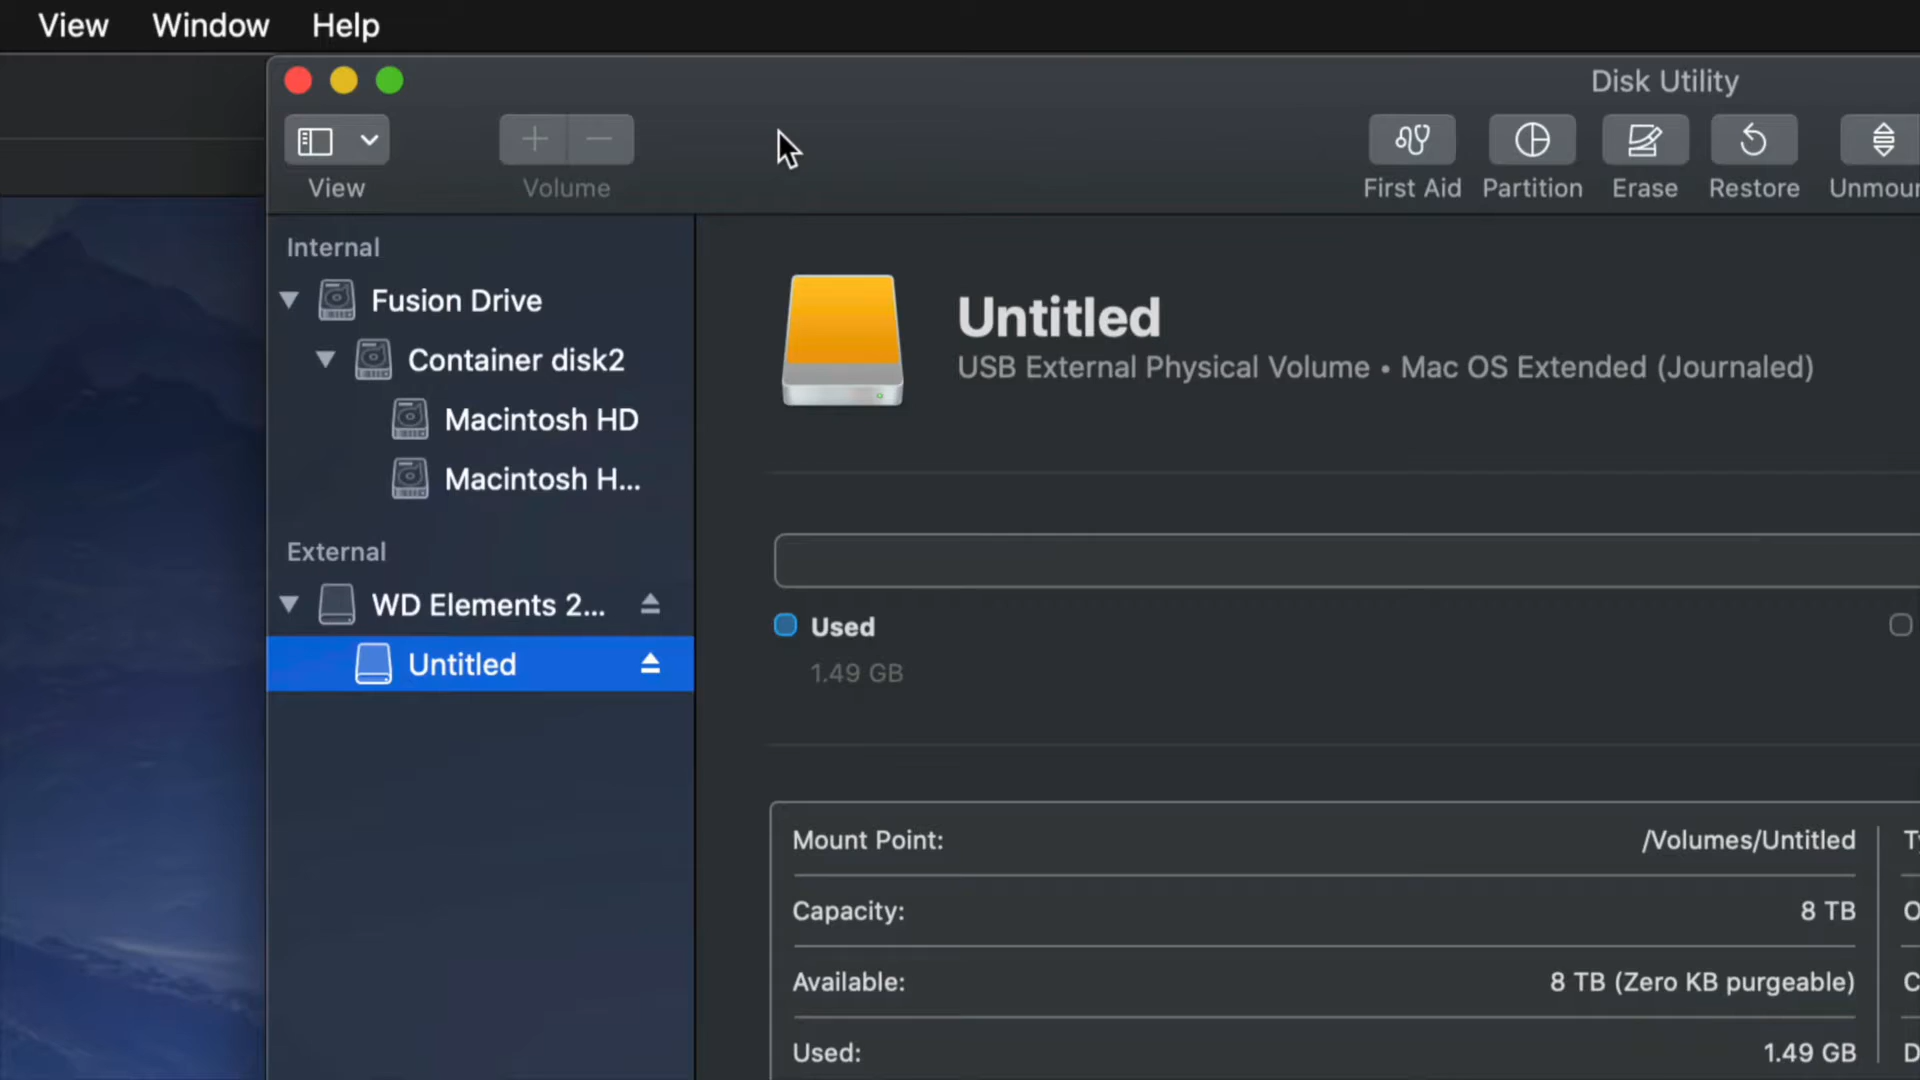 View Window Help
Disk Utility
View
Volume
First Aid
Partition
Erase
Restore
Unmour
Internal
Fusion Drive
Container disk2
Macintosh HD
Macintosh H...
External
WD Elements 2...
Untitled
Untitled
USB External Physical Volume • Mac OS Extended (Journaled)
Used
1.49 GB
Mount Point: /Volumes/Untitled
Capacity: 8 TB
Available: 8 TB (Zero KB purgeable)
Used: 1.49 GB